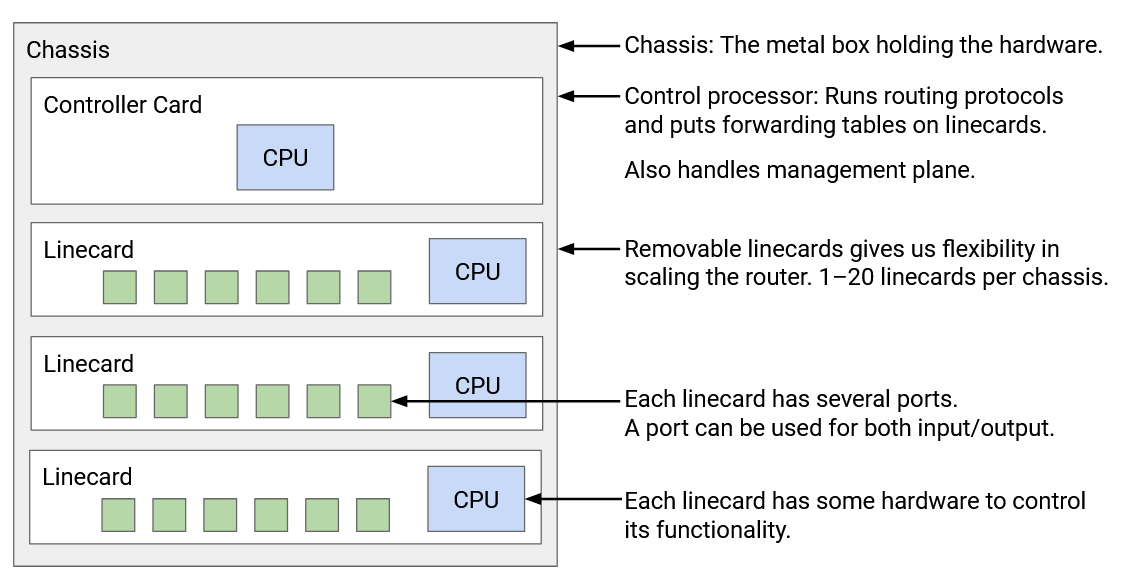 Chassis
Chassis: The metal box holding the hardware.
Controller Card
CPU
Control processor: Runs routing protocols
and puts forwarding tables on linecards.
Also handles management plane.
Linecard
CPU
Removable linecards gives us flexibility in
scaling the router. 1–20 linecards per chassis.
Linecard
CPU
Each linecard has several ports.
A port can be used for both input/output.
Linecard
CPU
Each linecard has some hardware to control
its functionality.